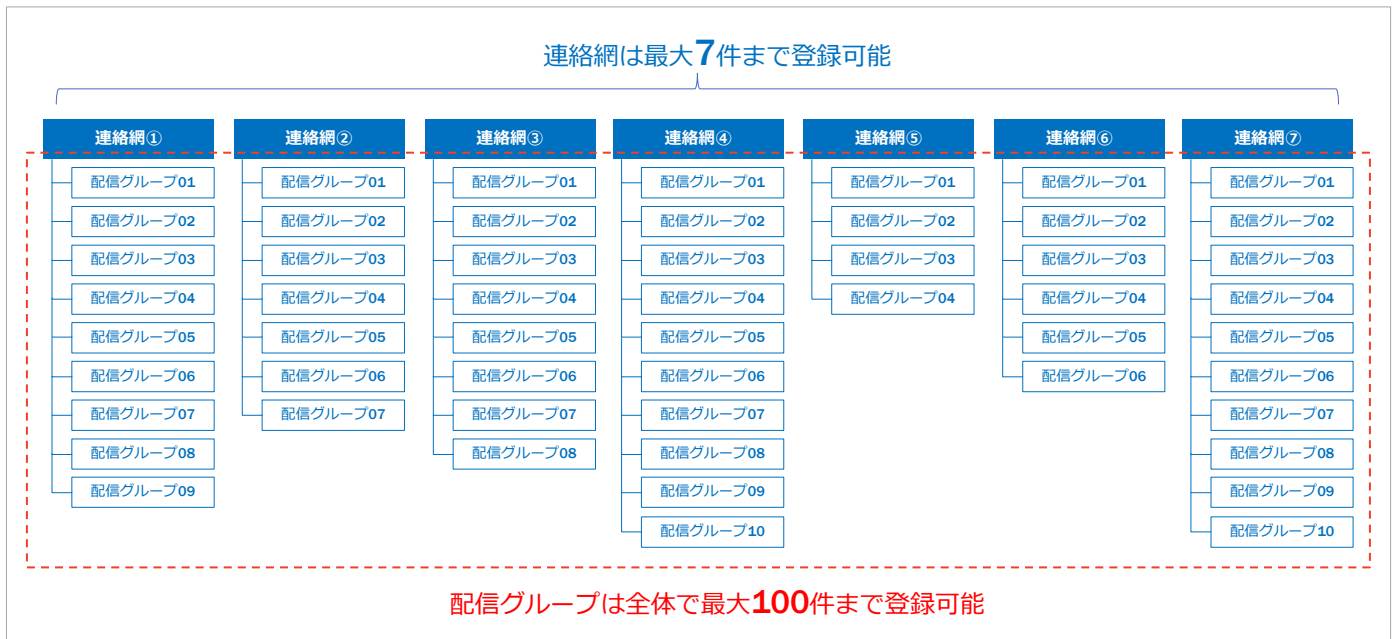 連絡網は最大7件まで登録可能
連絡網①
配信グループ01
配信グループ02
配信グループ03
配信グループ04
配信グループ05
配信グループ06
配信グループ07
配信グループ08
配信グループ09
連絡網②
配信グループ01
配信グループ02
配信グループ03
配信グループ04
配信グループ05
配信グループ06
配信グループ07
連絡網③
配信グループ01
配信グループ02
配信グループ03
配信グループ04
配信グループ05
配信グループ06
配信グループ07
配信グループ08
連絡網④
配信グループ01
配信グループ02
配信グループ03
配信グループ04
配信グループ05
配信グループ06
配信グループ07
配信グループ08
配信グループ09
配信グループ10
連絡網⑤
配信グループ01
配信グループ02
配信グループ03
配信グループ04
連絡網⑥
配信グループ01
配信グループ02
配信グループ03
配信グループ04
配信グループ05
配信グループ06
連絡網⑦
配信グループ01
配信グループ02
配信グループ03
配信グループ04
配信グループ05
配信グループ06
配信グループ07
配信グループ08
配信グループ09
配信グループ10
配信グループは全体で最大100件まで登録可能